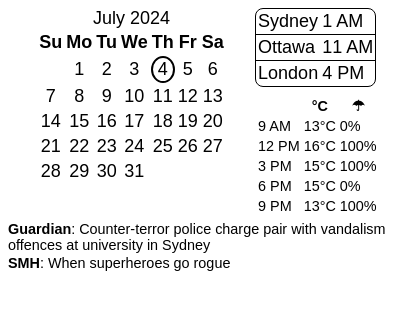 July 2024
Su Mo Tu We Th Fr Sa
1 2 3 4 5 6
7 8 9 10 11 12 13
14 15 16 17 18 19 20
21 22 23 24 25 26 27
28 29 30 31
Sydney 1 AM
Ottawa 11 AM
London 4 PM
°C ☂
9 AM 13°C 0%
12 PM 16°C 100%
3 PM 15°C 100%
6 PM 15°C 0%
9 PM 13°C 100%
Guardian: Counter-terror police charge pair with vandalism
offences at university in Sydney
SMH: When superheroes go rogue